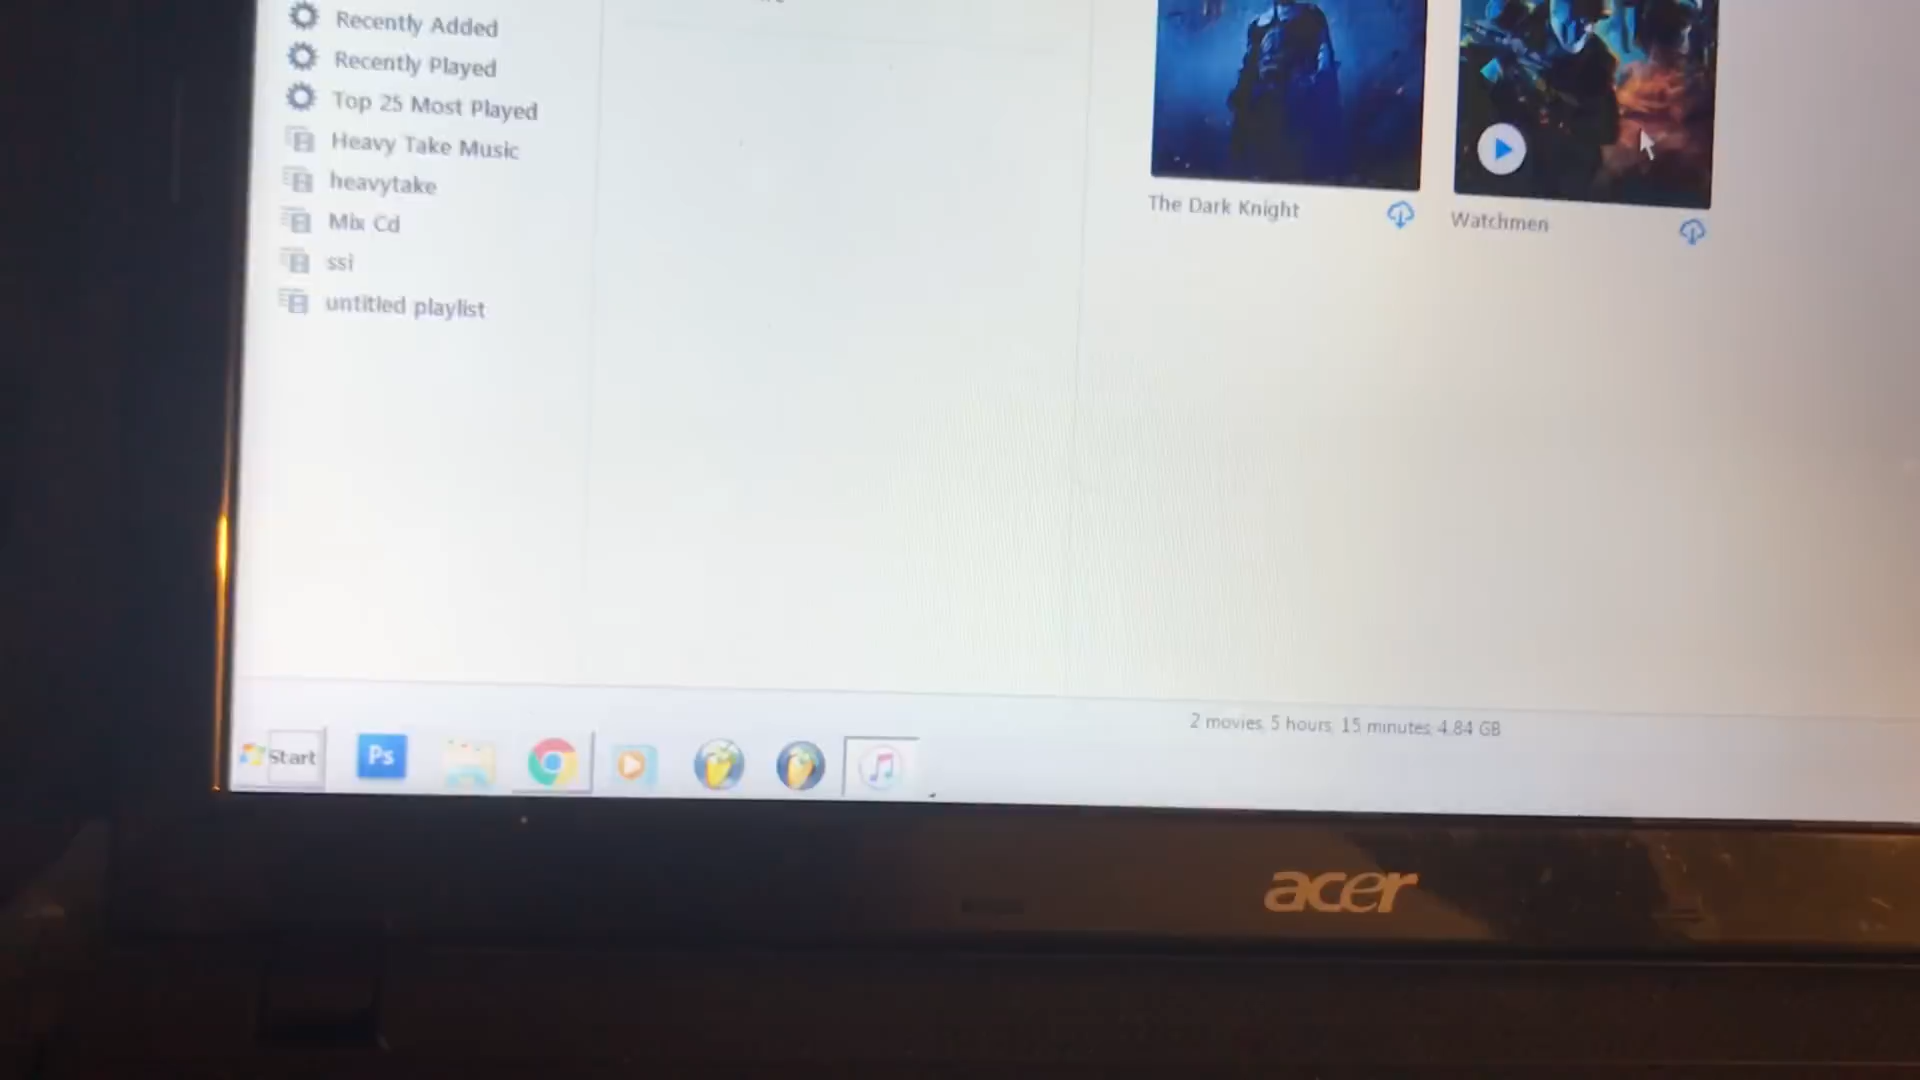 Recently Added
Recently Played
Top 25 Most Played
Heavy Take Music
heavytake
Mix Cd
ssi
untitled playlist
The Dark Knight
Watchmen
2 movies, 5 hours, 15 minutes, 4.84 GB
Start
Ps
acer